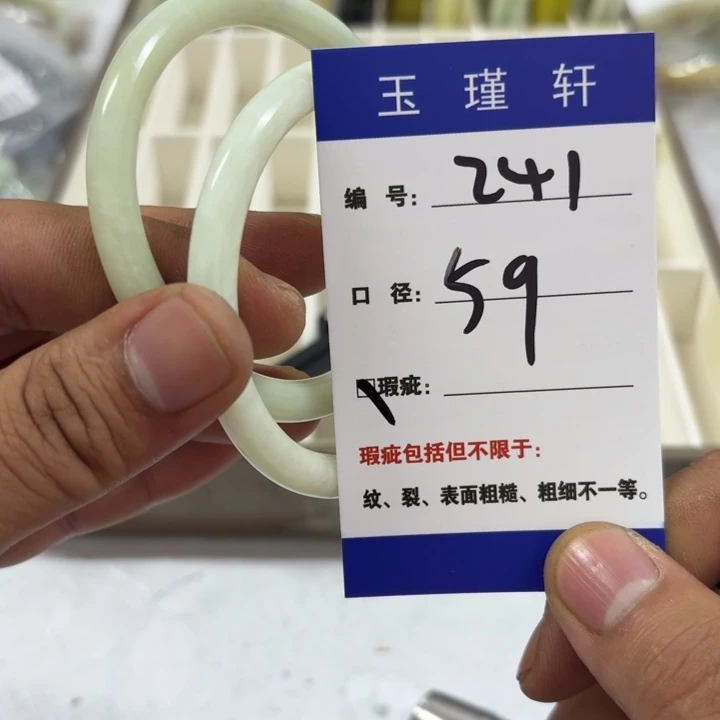 玉瑾轩
编号: 241
口径: 59
瑕疵:
瑕疵包括但不限于:
纹、裂、表面粗糙、粗细不一等。